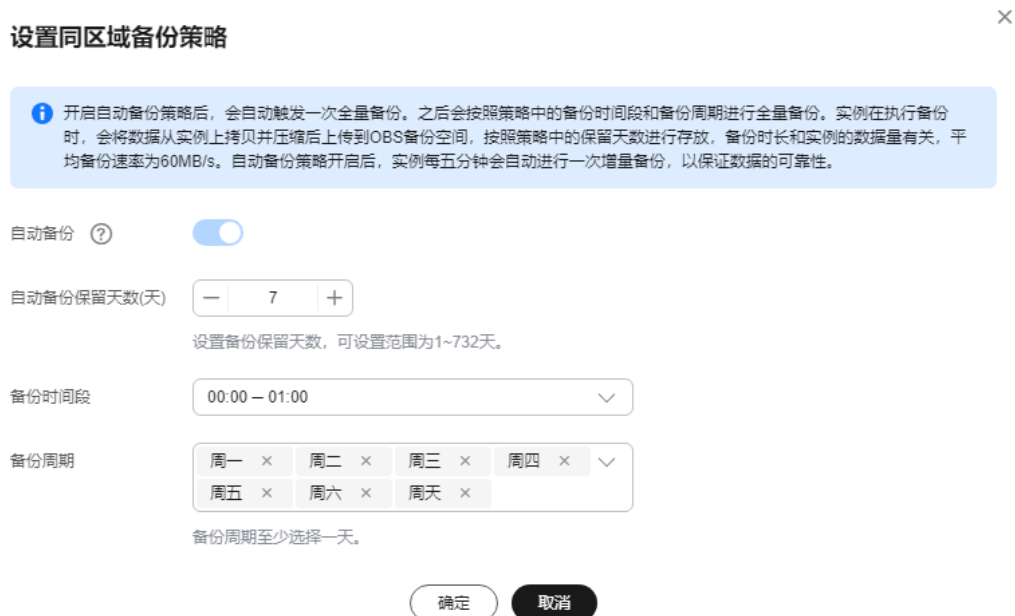 设置同区域备份策略
开启自动备份策略后，会自动触发一次全量备份。之后会按照策略中的备份时间段和备份周期进行全量备份。实例在执行备份
时，会将数据从实例上拷贝并压缩后上传到OBS备份空间，按照策略中的保留天数进行存放，备份时长和实例的数据量有关，平
均备份速率为60MB/s。自动备份策略开启后，实例每五分钟会自动进行一次增量备份，以保证数据的可靠性。
自动备份 ?
自动备份保留天数(天) 7
设置备份保留天数，可设置范围为1~732天。
备份时间段 00:00 — 01:00
备份周期 周一 × 周二 × 周三 × 周四 ×
周五 × 周六 × 周天 ×
备份周期至少选择一天。
确定 取消